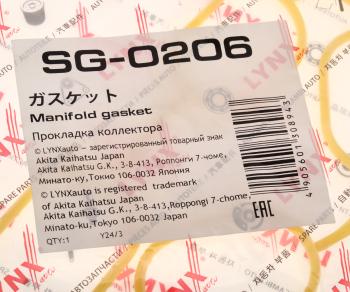 SG-0206
ガスケット
Manifold gasket
Прокладка коллектора
© LYNXauto – зарегистрированный товарный знак
Akita Kaihatsu Japan
Akita Kaihatsu G.K., 3-8-413, Роппонги 7-чоме,
Минато-ку,Токио 106-0032 Япония
© LYNXauto is registered trademark
of Akita Kaihatsu Japan
Akita Kaihatsu G.K., 3-8-413,Roppongi 7-chome,
Minato-ku,Tokyo 106-0032 Japan
QTY:1 Y24/3
4905601308943
EAC
LYNX
LYNX
LYNX